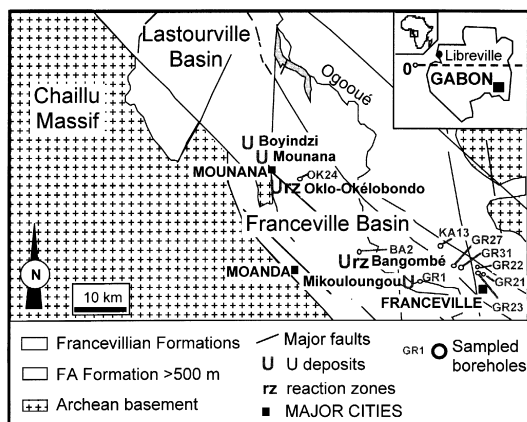 Lastourville
Basin
Libreville
0°
GABON
Ogooué
Chaillu
Massif
U Boyindzi
U Mounana
MOUNANA
OK24
Urz Oklo-Okélobondo
Franceville Basin
KA13
GR27
GR31
GR22
GR21
GR23
BA2
Urz Bangombé
MOANDA
Mikouloungou
GR1
FRANCEVILLE
N
10 km
Francevillian Formations
FA Formation >500 m
Archean basement
Major faults
U U deposits
rz reaction zones
MAJOR CITIES
GR1 Sampled
boreholes